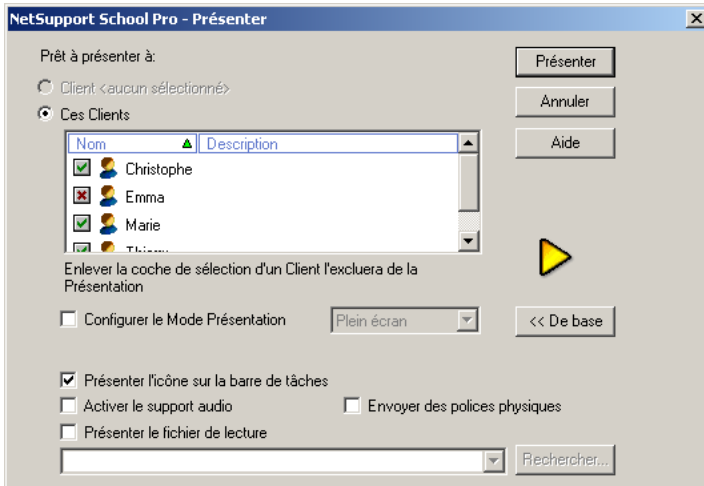 NetSupport School Pro - Présenter
Prêt à présenter à:
Présenter
Client <aucun sélectionné>
Annuler
Ces Clients
Aide
Nom Description
Christophe
Emma
Marie
Enlever la coche de sélection d'un Client l'excluera de la
Présentation
Configurer le Mode Présentation
Plein écran
<< De base
Présenter l'icône sur la barre de tâches
Activer le support audio
Envoyer des polices physiques
Présenter le fichier de lecture
Rechercher...